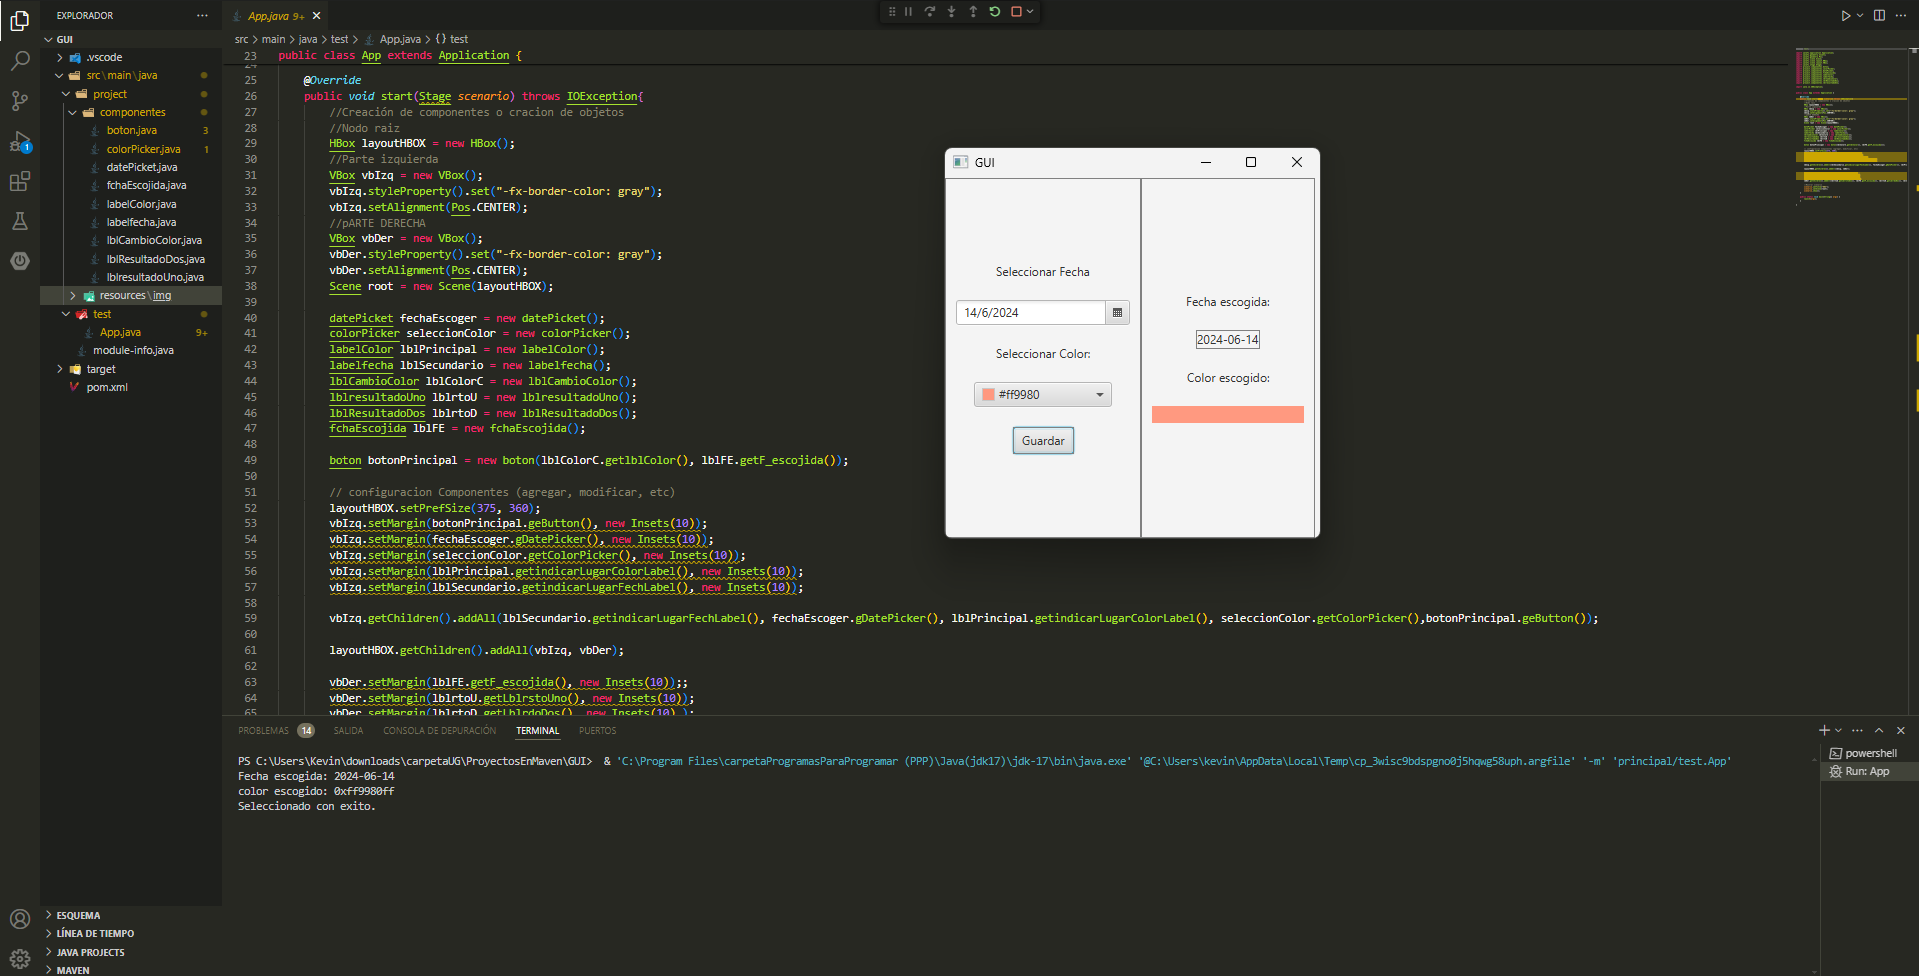 EXPLORADOR
GUI
.vscode
src\main\java
project
componentes
boton.java 3
colorPicker.java 1
datePicket.java
fchaEscojida.java
labelColor.java
labelfecha.java
lblCambioColor.java
lblResultadoDos.java
lblresultadoUno.java
resources\img
test
App.java 9+
module-info.java
target
pom.xml
ESQUEMA
LÍNEA DE TIEMPO
JAVA PROJECTS
MAVEN
1
App.java 9+
src > main > java > test > App.java > {} test
23 public class App extends Application {
24
25 @Override
26 public void start(Stage scenario) throws IOException{
27 //Creación de componentes o cracion de objetos
28 //Nodo raiz
29 HBox layoutHBOX = new HBox();
30 //Parte izquierda
31 VBox vbIzq = new VBox();
32 vbIzq.styleProperty().set("-fx-border-color: gray");
33 vbIzq.setAlignment(Pos.CENTER);
34 //pARTE DERECHA
35 VBox vbDer = new VBox();
36 vbDer.styleProperty().set("-fx-border-color: gray");
37 vbDer.setAlignment(Pos.CENTER);
38 Scene root = new Scene(layoutHBOX);
39
40 datePicket fechaEscoger = new datePicket();
41 colorPicker seleccionColor = new colorPicker();
42 labelColor lblPrincipal = new labelColor();
43 labelfecha lblSecundario = new labelfecha();
44 lblCambioColor lblColorC = new lblCambioColor();
45 lblresultadoUno lblrtoU = new lblresultadoUno();
46 lblResultadoDos lblrtoD = new lblResultadoDos();
47 fchaEscojida lblFE = new fchaEscojida();
48
49 boton botonPrincipal = new boton(lblColorC.getlblColor(), lblFE.getF_escojida());
50
51 // configuracion Componentes (agregar, modificar, etc)
52 layoutHBOX.setPrefSize(375, 360);
53 vbIzq.setMargin(botonPrincipal.geButton(), new Insets(10));
54 vbIzq.setMargin(fechaEscoger.gDatePicker(), new Insets(10));
55 vbIzq.setMargin(seleccionColor.getColorPicker(), new Insets(10));
56 vbIzq.setMargin(lblPrincipal.getindicarLugarColorLabel(), new Insets(10));
57 vbIzq.setMargin(lblSecundario.getindicarLugarFechLabel(), new Insets(10));
58
59 vbIzq.getChildren().addAll(lblSecundario.getindicarLugarFechLabel(), fechaEscoger.gDatePicker(), lblPrincipal.getindicarLugarColorLabel(), seleccionColor.getColorPicker(),botonPrincipal.geButton());
60
61 layoutHBOX.getChildren().addAll(vbIzq, vbDer);
62
63 vbDer.setMargin(lblFE.getF_escojida(), new Insets(10));;
64 vbDer.setMargin(lblrtoU.getLblrstoUno(), new Insets(10));
65 vbDer.setMargin(lblrtoD.getLblrdoDos(), new Insets(10) );
GUI
Seleccionar Fecha
14/6/2024
Seleccionar Color:
#ff9980
Guardar
Fecha escogida:
2024-06-14
Color escogido:
PROBLEMAS 14 SALIDA CONSOLA DE DEPURACIÓN TERMINAL PUERTOS
PS C:\Users\Kevin\downloads\carpetaUG\ProyectosEnMaven\GUI> & 'C:\Program Files\carpetaProgramasParaProgramar (PPP)\Java(jdk17)\jdk-17\bin\java.exe' '@C:\Users\kevin\AppData\Local\Temp\cp_3wisc9bdspgno0j5hqwg58uph.argfile' '-m' 'principal/test.App'
Fecha escogida: 2024-06-14
color escogido: 0xff9980ff
Seleccionado con exito.
powershell
Run: App